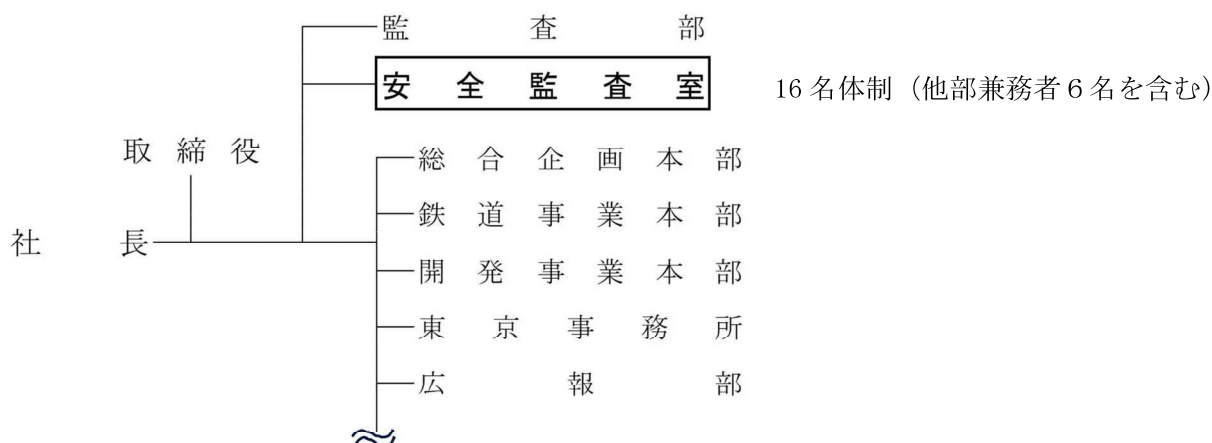 監査部
安全監査室
16名体制（他部兼務者６名を含む）
取締役
総合企画本部
鉄道事業本部
社長
開発事業本部
東京事務所
広報部